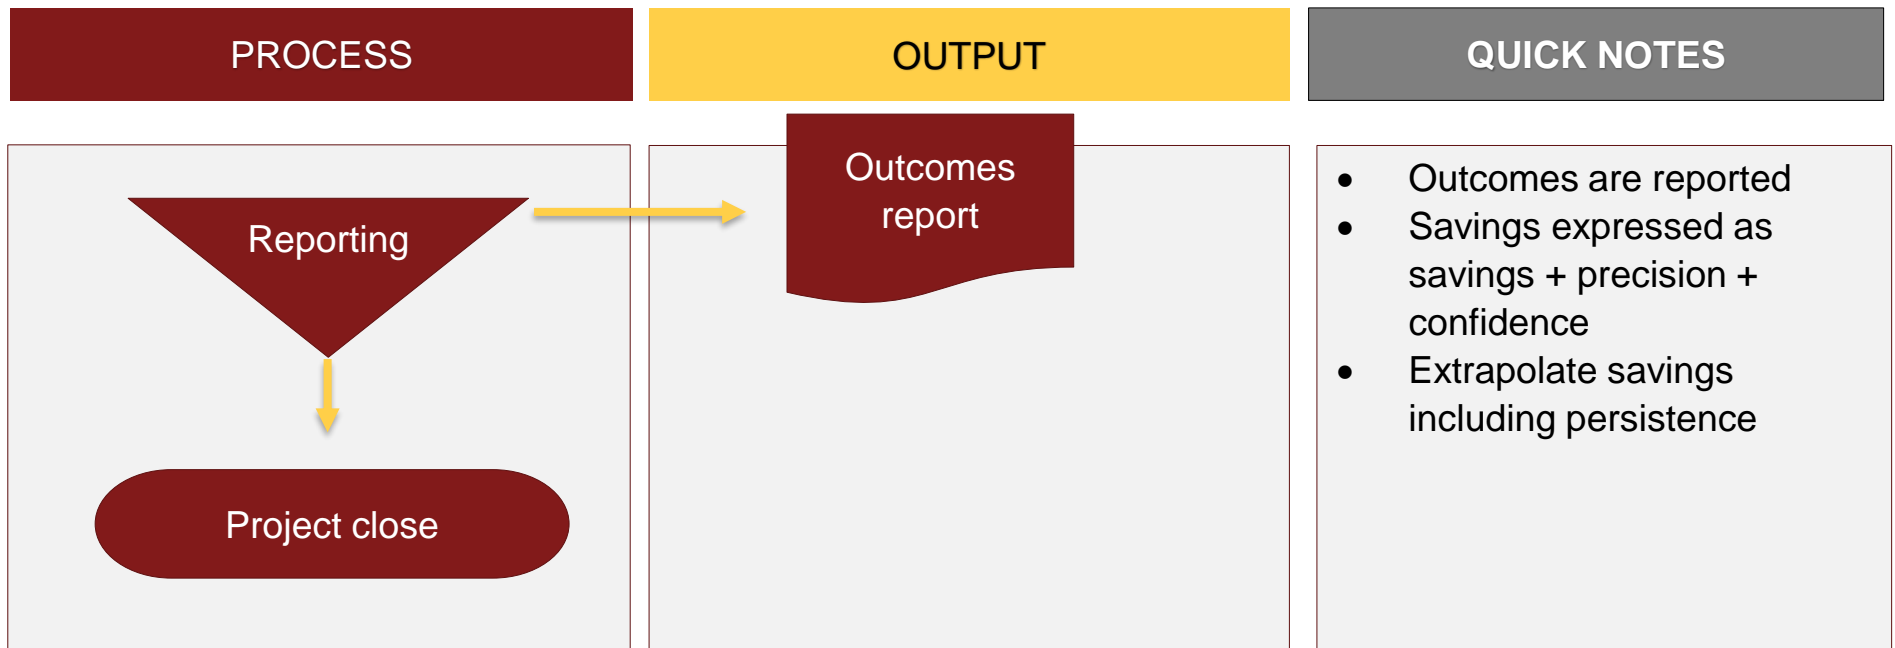 PROCESS
OUTPUT
QUICK NOTES
Reporting
Project close
Outcomes
report
• Outcomes are reported
• Savings expressed as
savings + precision +
confidence
• Extrapolate savings
including persistence